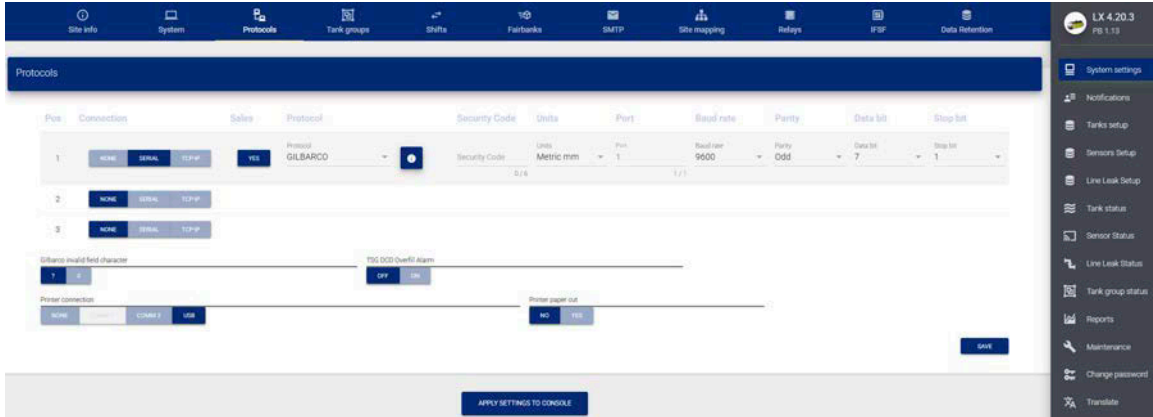 Site info System Protocols Tank groups Shifts Fairbanks SMTP Site mapping Relays IFSF Data Retention
LX 4.20.3
PB 1.13
Protocols
Pos Connection Sales Protocol Security Code Units Port Baud rate Parity Data bit Stop bit
Protocol Units Port Baud rate Parity Data bit Stop bit
1 NONE SERIAL TCP-IP YES GILBARCO Security Code Metric mm 1 9600 Odd 7 1
0 / 6 1 / 1
2 NONE SERIAL TCP-IP
3 NONE SERIAL TCP-IP
Gilbarco invalid field character TSG DCD Overfill Alarm
? OFF ON
Printer connection Printer paper cut
NONE COMM 2 USB NO YES
SAVE
APPLY SETTINGS TO CONSOLE
System settings
Notifications
Tanks setup
Sensors Setup
Line Leak Setup
Tank status
Sensor Status
Line Leak Status
Tank group status
Reports
Maintenance
Change password
Translate